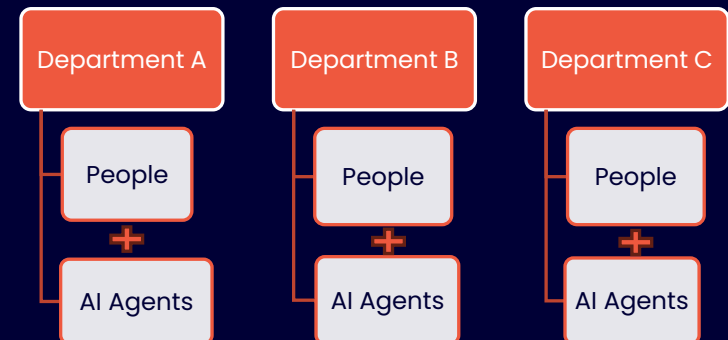 Department A
Department B
Department C
People
People
People
AI Agents
AI Agents
AI Agents